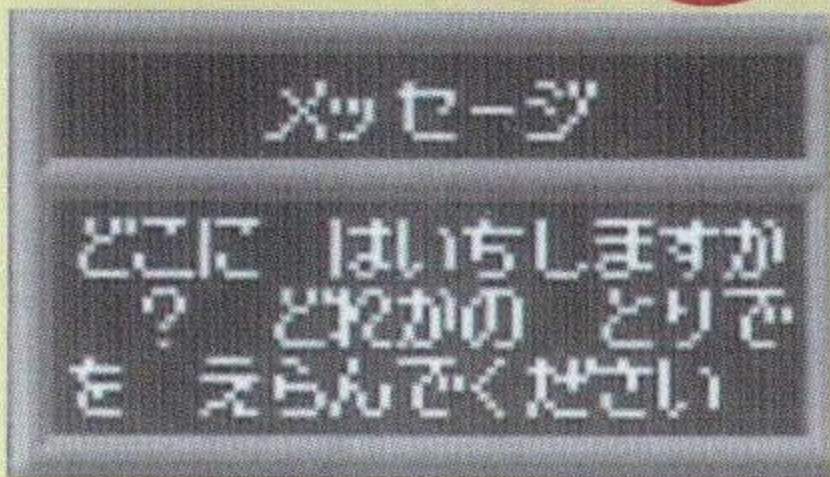 メッセージ
どこに　はいちしますか
？　どれかの　とりで
を　えらんでください